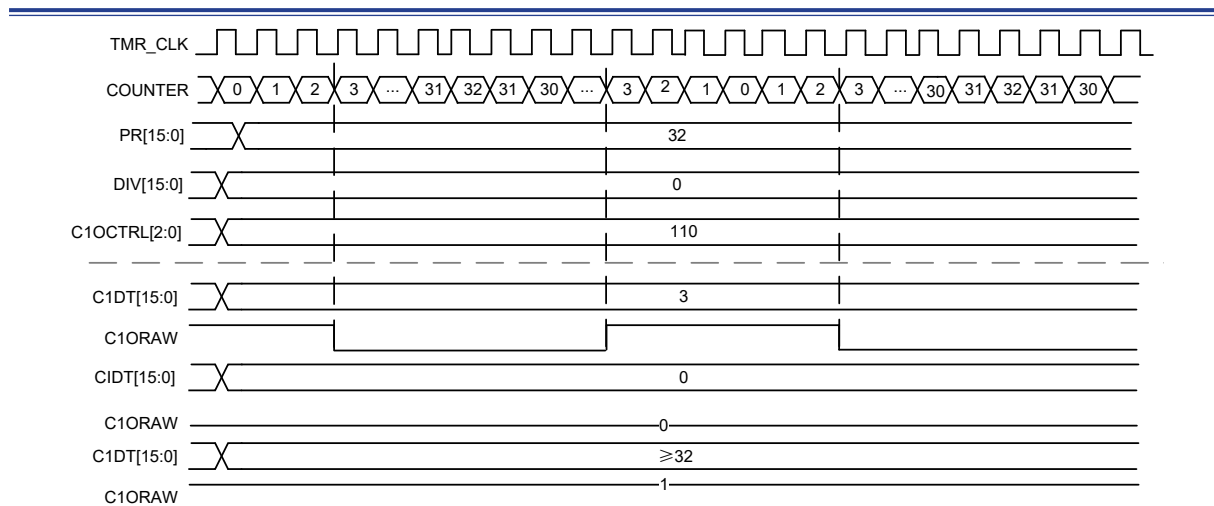 TMR_CLK
COUNTER 0 1 2 3 ... 31 32 31 30 ... 3 2 1 0 1 2 3 ... 30 31 32 31 30
PR[15:0] 32
DIV[15:0] 0
C1OCTRL[2:0] 110
C1DT[15:0] 3
C1ORAW
CIDT[15:0] 0
C1ORAW 0
C1DT[15:0] ≥32
C1ORAW 1